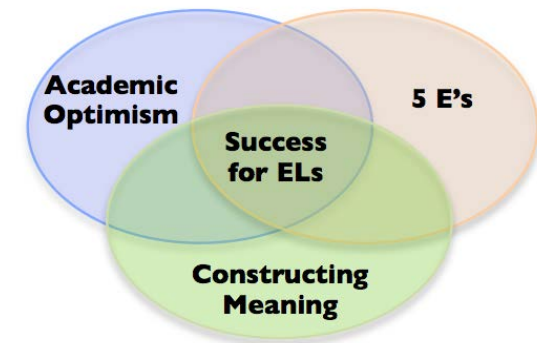 Academic
Optimism
5 E's
Success
for ELs
Constructing
Meaning